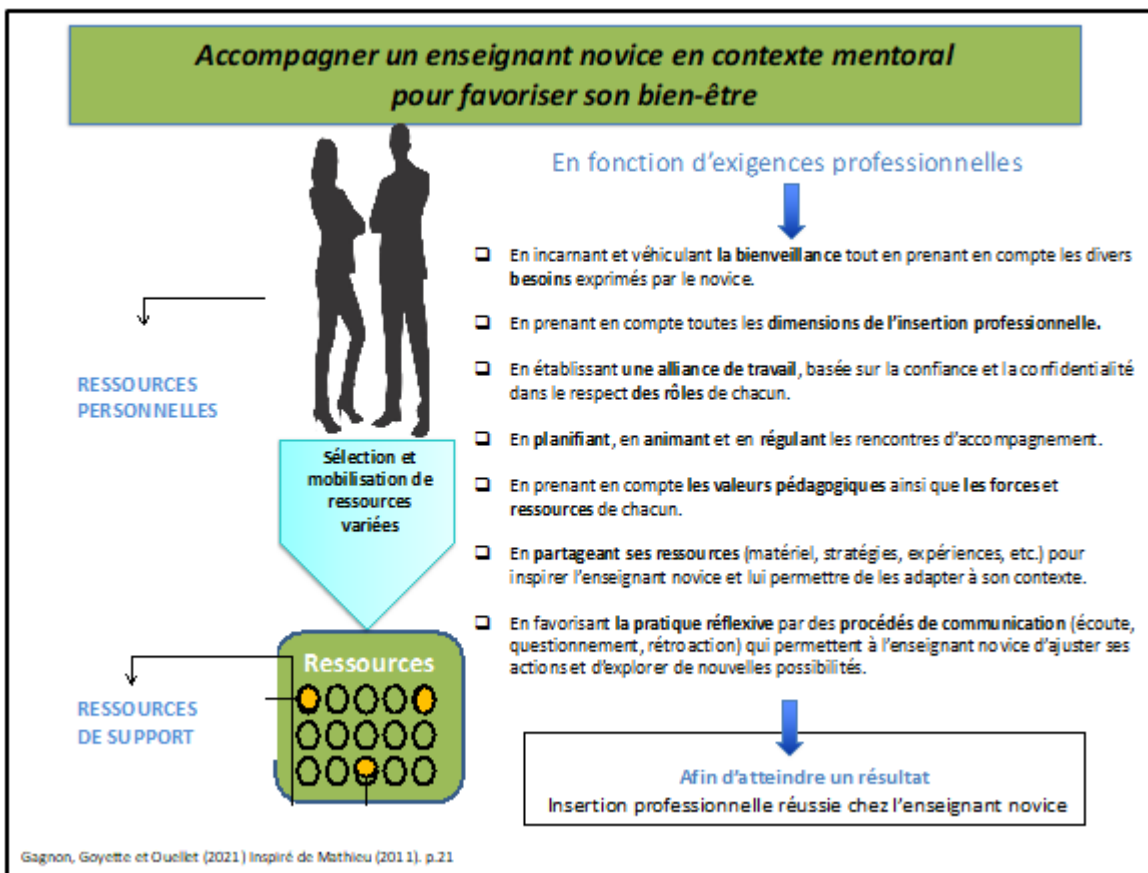 Accompagner un enseignant novice en contexte mentoral
pour favoriser son bien-être
En fonction d'exigences professionnelles
❑ En incarnant et véhiculant la bienveillance tout en prenant en compte les divers
besoins exprimés par le novice.
❑ En prenant en compte toutes les dimensions de l'insertion professionnelle.
❑ En établissant une alliance de travail, basée sur la confiance et la confidentialité
dans le respect des rôles de chacun.
❑ En planifiant, en animant et en régulant les rencontres d'accompagnement.
❑ En prenant en compte les valeurs pédagogiques ainsi que les forces et
ressources de chacun.
❑ En partageant ses ressources (matériel, stratégies, expériences, etc.) pour
inspirer l'enseignant novice et lui permettre de les adapter à son contexte.
❑ En favorisant la pratique réflexive par des procédés de communication (écoute,
questionnement, rétroaction) qui permettent à l'enseignant novice d'ajuster ses
actions et d'explorer de nouvelles possibilités.
Afin d'atteindre un résultat
Insertion professionnelle réussie chez l'enseignant novice
RESSOURCES
PERSONNELLES
Sélection et
mobilisation de
ressources
variées
Ressources
RESSOURCES
DE SUPPORT
Gagnon, Goyette et Ouellet (2021) Inspiré de Mathieu (2011). p.21